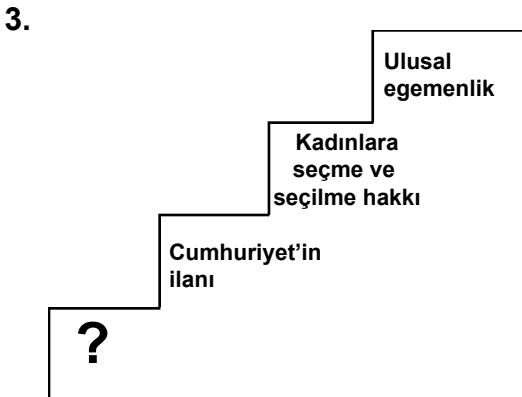 3.
Ulusal
egemenlik
Kadınlara
seçme ve
seçilme hakkı
Cumhuriyet’in
ilanı
?